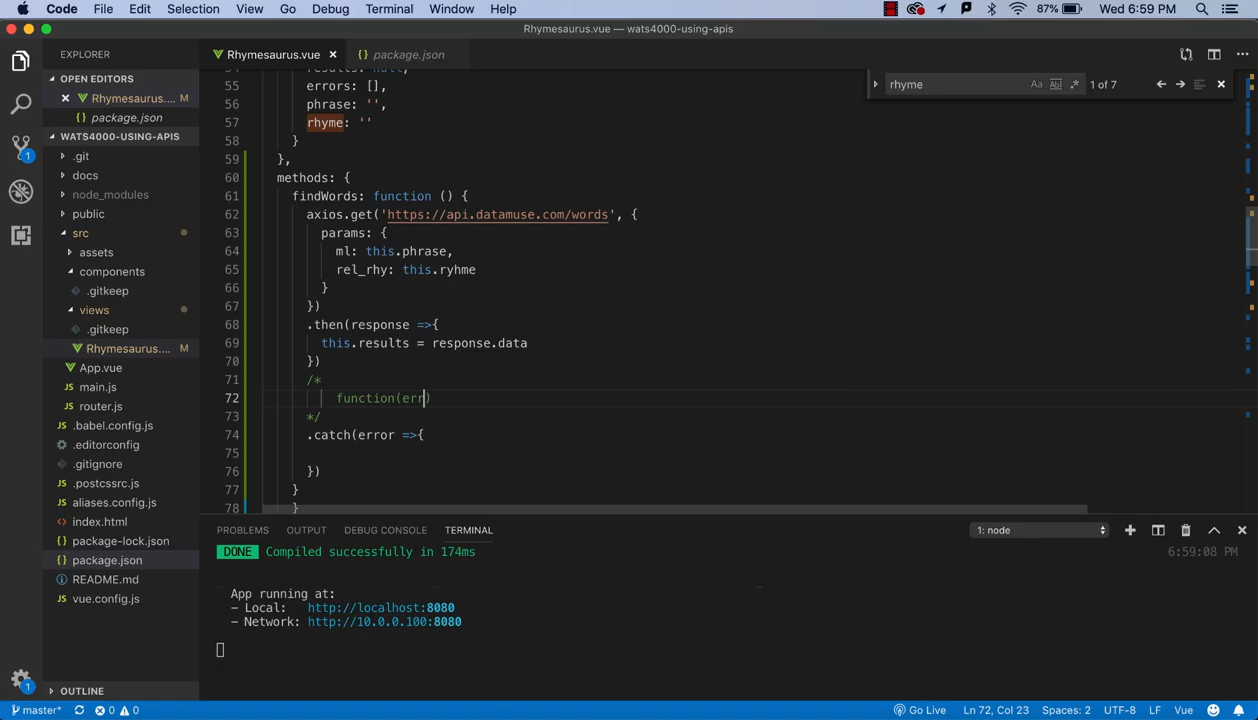 Code File Edit Selection View Go Debug Terminal Window Help 87% Wed 6:59 PM
Rhymesaurus.vue — wats4000-using-apis
EXPLORER
OPEN EDITORS
Rhymesaurus.... M
package.json
WATS4000-USING-APIS
.git
docs
node_modules
public
src
assets
components
.gitkeep
views
.gitkeep
Rhymesaurus.... M
App.vue
main.js
router.js
.babel.config.js
.editorconfig
.gitignore
.postcssrc.js
aliases.config.js
index.html
package-lock.json
package.json
README.md
vue.config.js
OUTLINE
1
1
Rhymesaurus.vue package.json
rhyme Aa Abl .* 1 of 7
54 results: null,
55 errors: [],
56 phrase: '',
57 rhyme: ''
58 }
59 },
60 methods: {
61 findWords: function () {
62 axios.get('https://api.datamuse.com/words', {
63 params: {
64 ml: this.phrase,
65 rel_rhy: this.ryhme
66 }
67 })
68 .then(response =>{
69 this.results = response.data
70 })
71 /*
72 function(err)
73 */
74 .catch(error =>{
75
76 })
77 }
78 }
PROBLEMS OUTPUT DEBUG CONSOLE TERMINAL 1: node
DONE Compiled successfully in 174ms 6:59:08 PM
App running at:
- Local: http://localhost:8080
- Network: http://10.0.0.100:8080
master* 0 0 Go Live Ln 72, Col 23 Spaces: 2 UTF-8 LF Vue